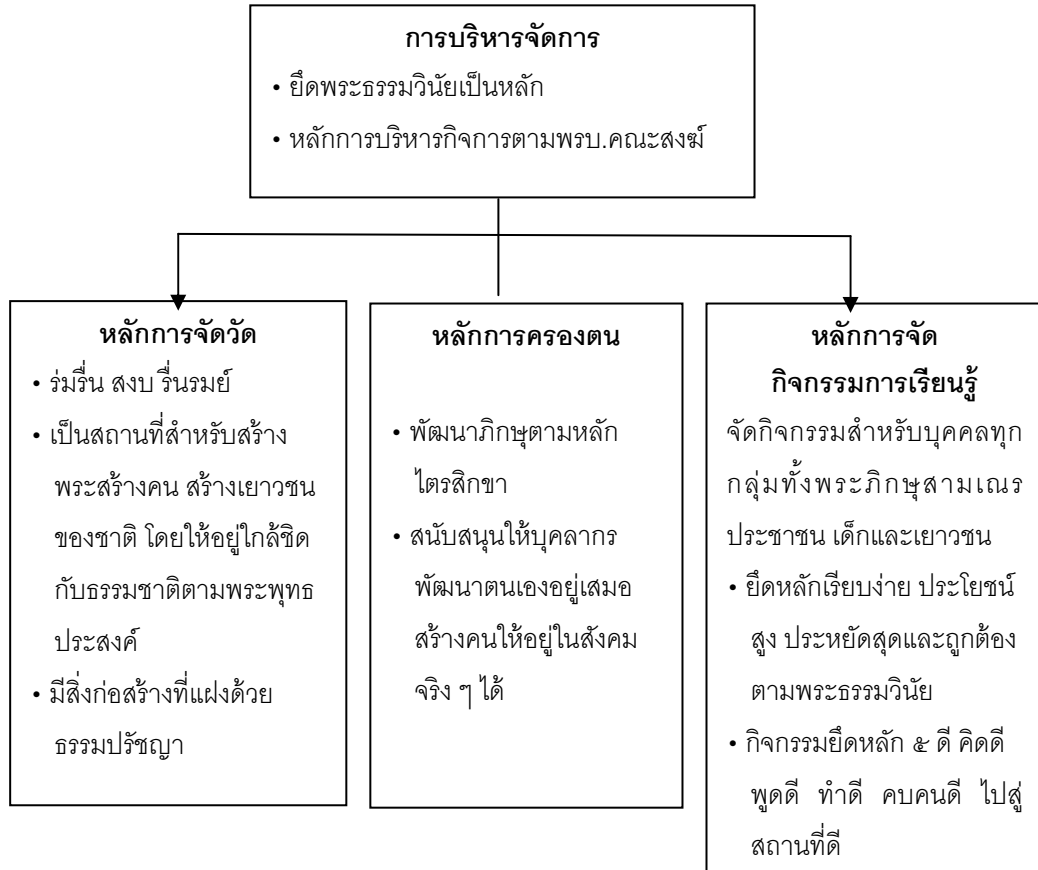 การบริหารจัดการ
• ยึดพระธรรมวินัยเป็นหลัก
• หลักการบริหารกิจการตามพรบ.คณะสงฆ์
หลักการจัดวัด
• ร่มรื่น สงบ รื่นรมย์
• เป็นสถานที่สำหรับสร้าง
พระสร้างคน สร้างเยาวชน
ของชาติ โดยให้อยู่ใกล้ชิด
กับธรรมชาติตามพระพุทธ
ประสงค์
• มีสิ่งก่อสร้างที่แฝงด้วย
ธรรมปรัชญา
หลักการครองตน
• พัฒนาภิกษุตามหลัก
ไตรสิกขา
• สนับสนุนให้บุคลากร
พัฒนาตนเองอยู่เสมอ
สร้างคนให้อยู่ในสังคม
จริง ๆ ได้
หลักการจัด
กิจกรรมการเรียนรู้
จัดกิจกรรมสำหรับบุคคลทุก
กลุ่มทั้งพระภิกษุสามเณร
ประชาชน เด็กและเยาวชน
• ยึดหลักเรียบง่าย ประโยชน์
สูง ประหยัดสุดและถูกต้อง
ตามพระธรรมวินัย
• กิจกรรมยึดหลัก ๕ ดี คิดดี
พูดดี ทำดี คบคนดี ไปสู่
สถานที่ดี